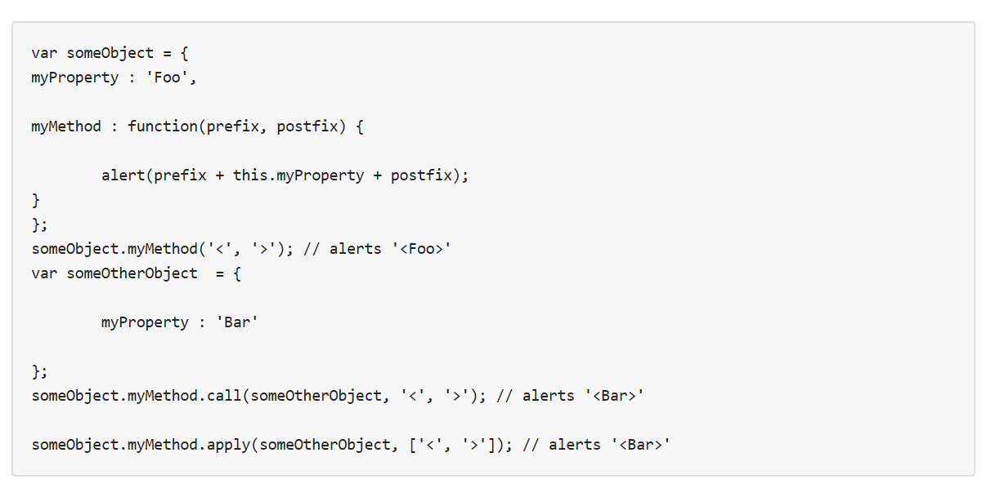 var someObject = {
myProperty : 'Foo',
myMethod : function(prefix, postfix) {
        alert(prefix + this.myProperty + postfix);
}
};
someObject.myMethod('<', '>'); // alerts '<Foo>'
var someOtherObject  = {
        myProperty : 'Bar'
};
someObject.myMethod.call(someOtherObject, '<', '>'); // alerts '<Bar>'
someObject.myMethod.apply(someOtherObject, ['<', '>']); // alerts '<Bar>'